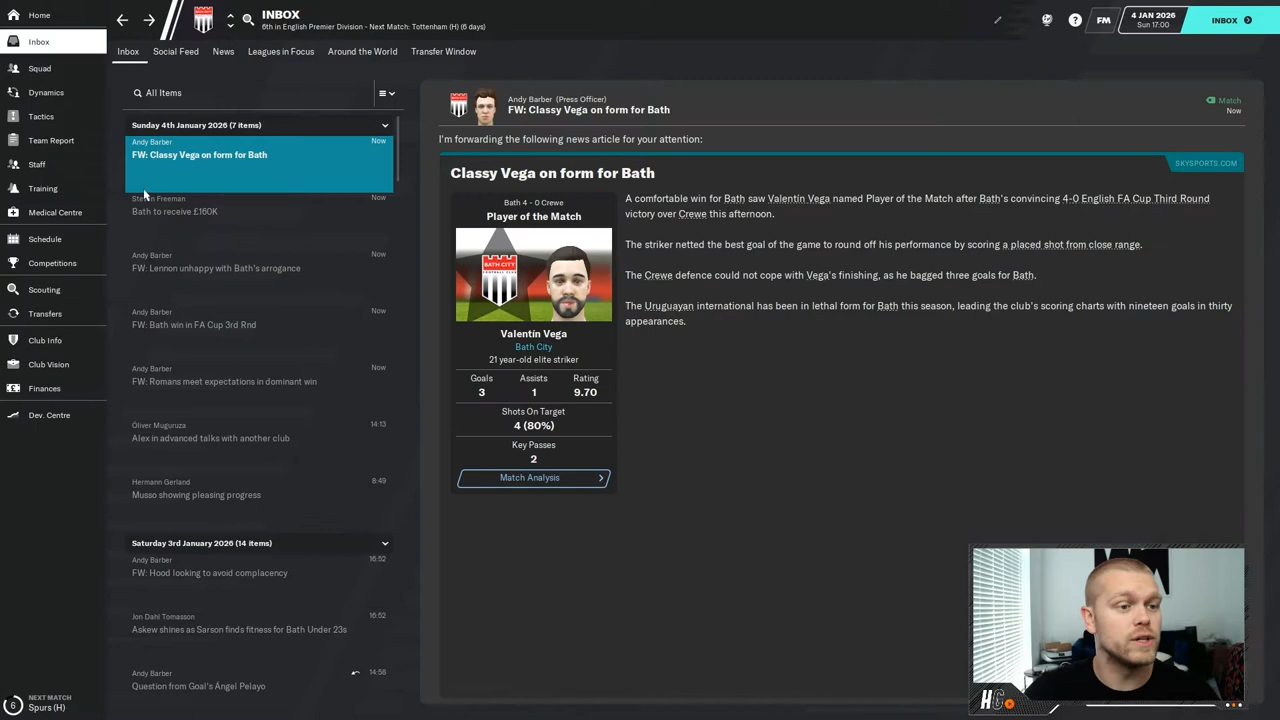 Home
Inbox
Squad
Dynamics
Tactics
Team Report
Staff
Training
Medical Centre
Schedule
Competitions
Scouting
Transfers
Club Info
Club Vision
Finances
Dev. Centre
6
NEXT MATCH
Spurs (H)
INBOX
6th in English Premier Division - Next Match: Tottenham (H) (6 days)
FM
4 JAN 2026
Sun 17:00
INBOX
Inbox
Social Feed
News
Leagues in Focus
Around the World
Transfer Window
All Items
Sunday 4th January 2026 (7 items)
Andy Barber
Now
FW: Classy Vega on form for Bath
Freeman
Now
Bath to receive £160K
Andy Barber
Now
FW: Lennon unhappy with Bath's arrogance
Andy Barber
Now
FW: Bath win in FA Cup 3rd Rnd
Andy Barber
Now
FW: Romans meet expectations in dominant win
Óliver Muguruza
14:13
Alex in advanced talks with another club
Hermann Gerland
8:49
Musso showing pleasing progress
Saturday 3rd January 2026 (14 items)
Andy Barber
16:52
FW: Hood looking to avoid complacency
Jon Dahl Tomasson
16:52
Askew shines as Sarson finds fitness for Bath Under 23s
Andy Barber
14:56
Question from Goal's Ángel Pelayo
Andy Barber (Press Officer)
FW: Classy Vega on form for Bath
Match
Now
I'm forwarding the following news article for your attention:
SKYSPORTS.COM
Classy Vega on form for Bath
Bath 4 - 0 Crewe
Player of the Match
BATH CITY
FOOTBALL CLUB
Valentín Vega
Bath City
21 year-old elite striker
Goals
Assists
Rating
3
1
9.70
Shots On Target
4 (80%)
Key Passes
2
Match Analysis
A comfortable win for Bath saw Valentín Vega named Player of the Match after Bath's convincing 4-0 English FA Cup Third Round
victory over Crewe this afternoon.
The striker netted the best goal of the game to round off his performance by scoring a placed shot from close range.
The Crewe defence could not cope with Vega's finishing, as he bagged three goals for Bath.
The Uruguayan international has been in lethal form for Bath this season, leading the club's scoring charts with nineteen goals in thirty
appearances.